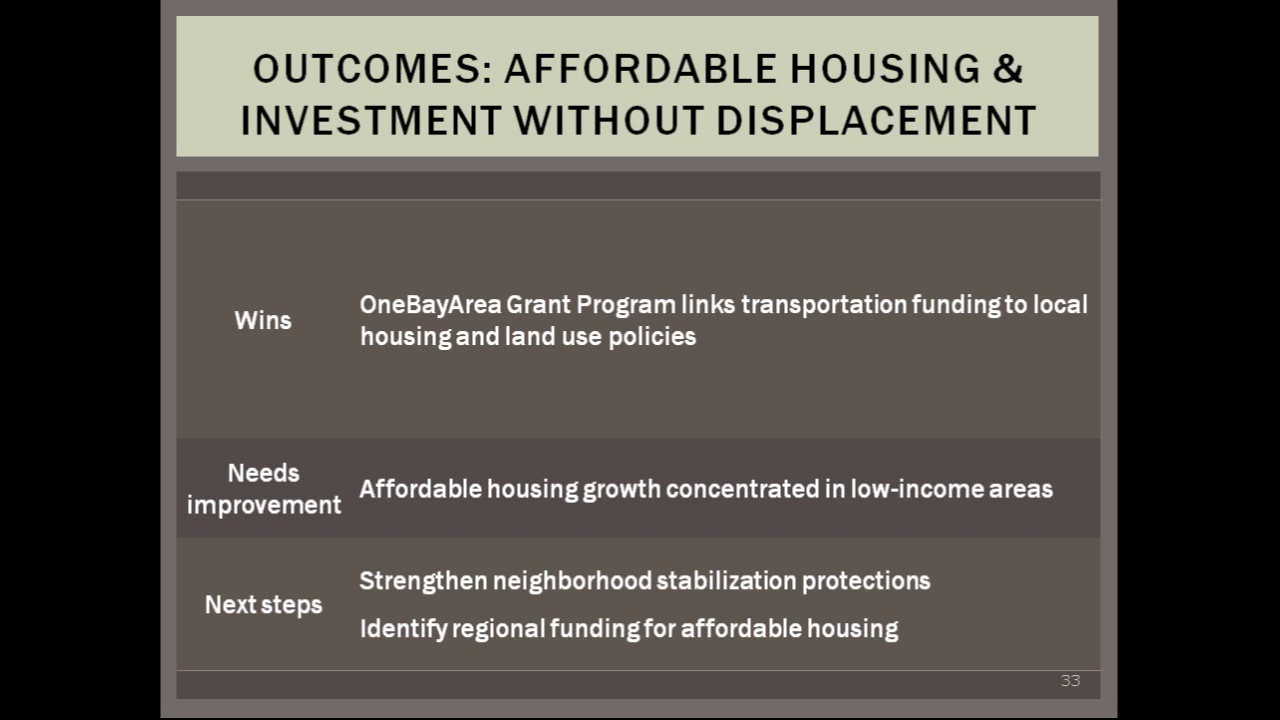 OUTCOMES: AFFORDABLE HOUSING &
INVESTMENT WITHOUT DISPLACEMENT
Wins
OneBayArea Grant Program links transportation funding to local
housing and land use policies
Needs
improvement
Affordable housing growth concentrated in low-income areas
Next steps
Strengthen neighborhood stabilization protections
Identify regional funding for affordable housing
33